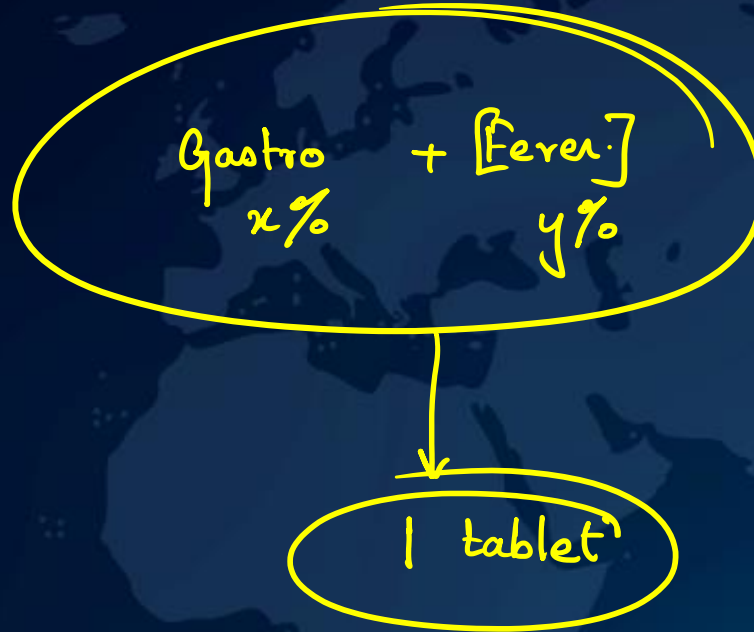 Gastro + [Fever.]
x% y%
1 tablet